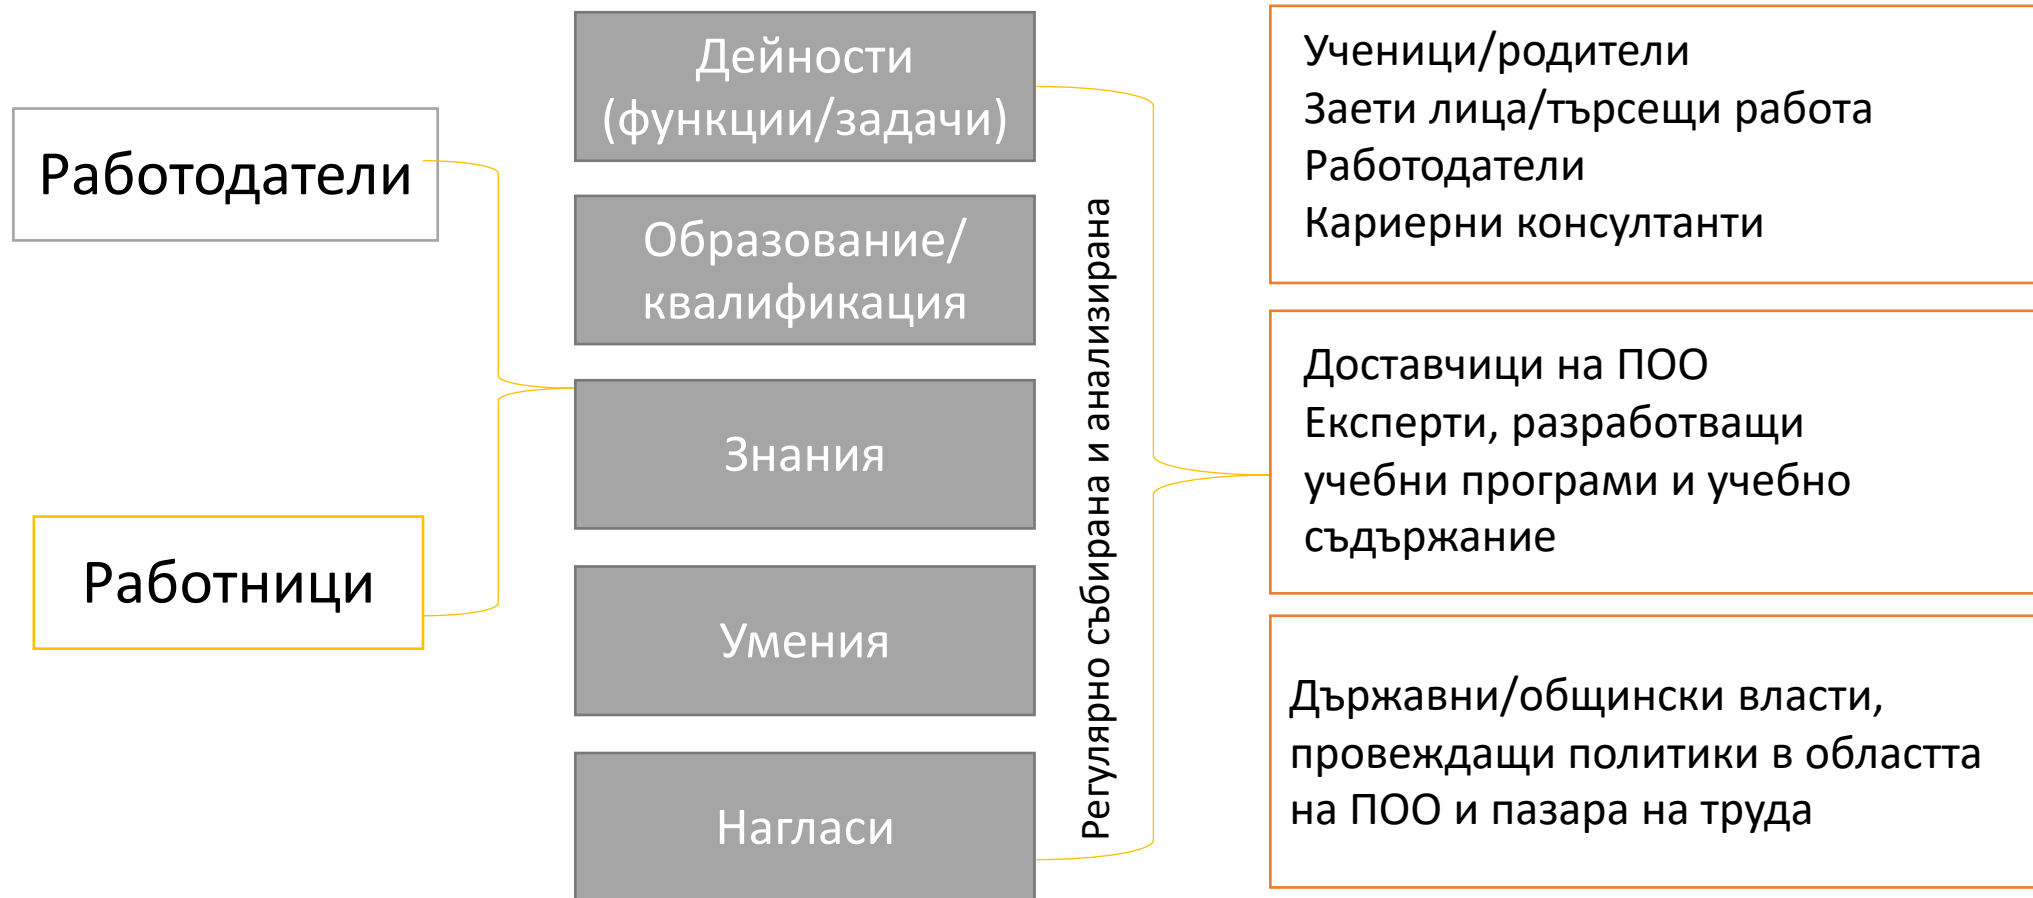 Работодатели
Работници
Дейности
(функции/задачи)
Образование/
квалификация
Знания
Умения
Нагласи
Регулярно събирана и анализирана
Ученици/родители
Заети лица/търсещи работа
Работодатели
Кариерни консултанти
Доставчици на ПОО
Експерти, разработващи
учебни програми и учебно
съдържание
Държавни/общински власти,
провеждащи политики в областта
на ПОО и пазара на труда